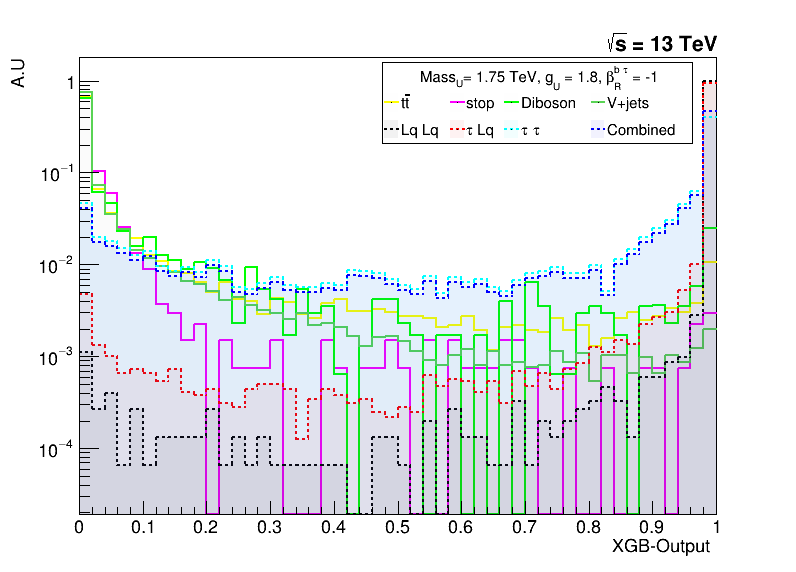 √s = 13 TeV
A.U
Mass_U= 1.75 TeV, g_U = 1.8, β_R^{b τ} = -1
tt̄ stop Diboson V+jets
Lq Lq τ Lq τ τ Combined
1
10⁻¹
10⁻²
10⁻³
10⁻⁴
0 0.1 0.2 0.3 0.4 0.5 0.6 0.7 0.8 0.9 1
XGB-Output